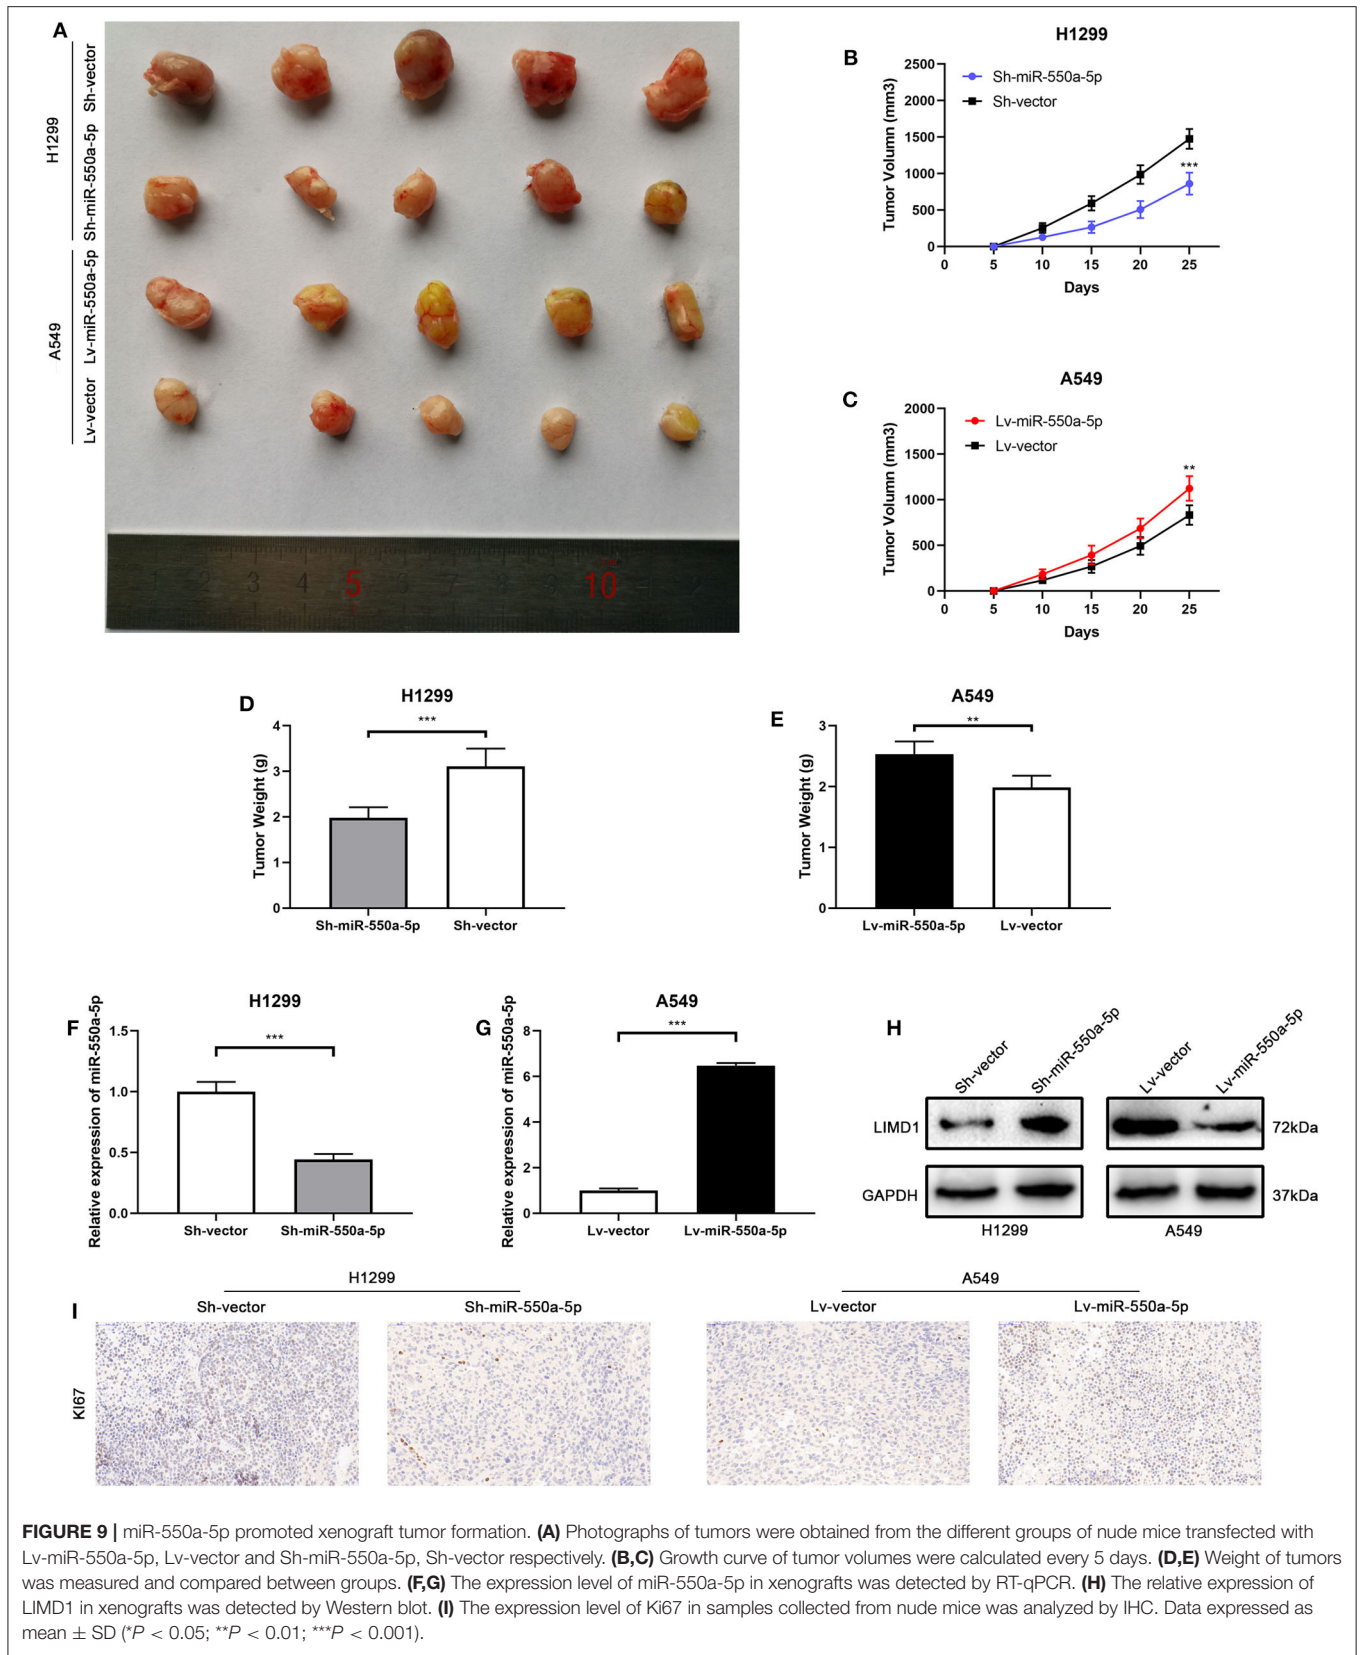 A
H1299
Sh-vector
Sh-miR-550a-5p
A549
Lv-miR-550a-5p
Lv-vector
2 3 4 5 7 8 9 10
B
H1299
Tumor Volumn (mm3)
2500
2000
1500
1000
500
0
Sh-miR-550a-5p
Sh-vector
***
0 5 10 15 20 25
Days
C
A549
Tumor Volumn (mm3)
2000
1500
1000
500
0
Lv-miR-550a-5p
Lv-vector
**
0 5 10 15 20 25
Days
D
H1299
Tumor Weight (g)
4
3
2
1
0
***
Sh-miR-550a-5p Sh-vector
E
A549
Tumor Weight (g)
3
2
1
0
**
Lv-miR-550a-5p Lv-vector
F
H1299
Relative expression of miR-550a-5p
1.5
1.0
0.5
0.0
***
Sh-vector Sh-miR-550a-5p
G
A549
Relative expression of miR-550a-5p
8
6
4
2
0
***
Lv-vector Lv-miR-550a-5p
H
Sh-vector Sh-miR-550a-5p Lv-vector Lv-miR-550a-5p
LIMD1 72kDa
GAPDH 37kDa
H1299 A549
I
H1299 A549
Sh-vector Sh-miR-550a-5p Lv-vector Lv-miR-550a-5p
KI67
FIGURE 9 | miR-550a-5p promoted xenograft tumor formation. (A) Photographs of tumors were obtained from the different groups of nude mice transfected with
Lv-miR-550a-5p, Lv-vector and Sh-miR-550a-5p, Sh-vector respectively. (B,C) Growth curve of tumor volumes were calculated every 5 days. (D,E) Weight of tumors
was measured and compared between groups. (F,G) The expression level of miR-550a-5p in xenografts was detected by RT-qPCR. (H) The relative expression of
LIMD1 in xenografts was detected by Western blot. (I) The expression level of Ki67 in samples collected from nude mice was analyzed by IHC. Data expressed as
mean ± SD (*P < 0.05; **P < 0.01; ***P < 0.001).